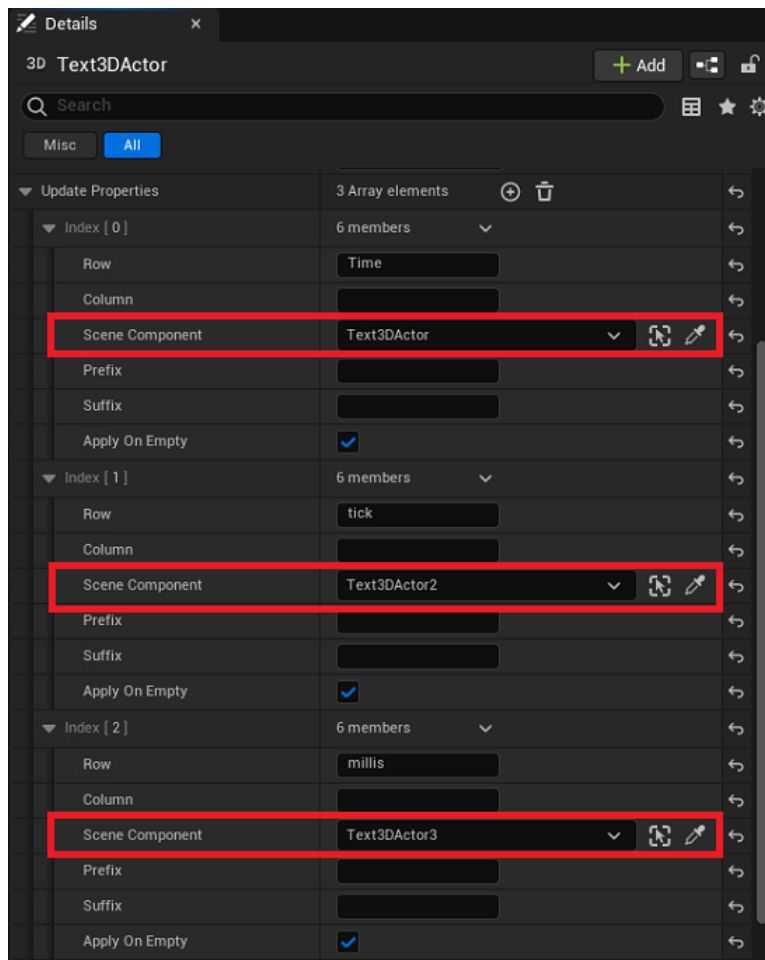 Details
3D Text3DActor
Add
Search
Misc All
Update Properties 3 Array elements
Index [ 0 ] 6 members
Row Time
Column
Scene Component Text3DActor
Prefix
Suffix
Apply On Empty
Index [ 1 ] 6 members
Row tick
Column
Scene Component Text3DActor2
Prefix
Suffix
Apply On Empty
Index [ 2 ] 6 members
Row millis
Column
Scene Component Text3DActor3
Prefix
Suffix
Apply On Empty